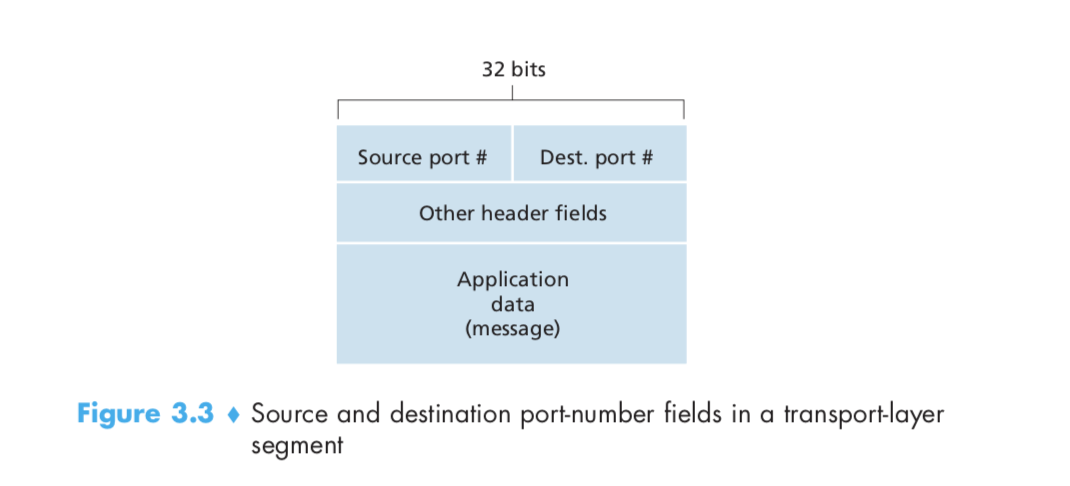 32 bits
Source port # Dest. port #
Other header fields
Application
data
(message)
Figure 3.3 ♦ Source and destination port-number fields in a transport-layer
segment